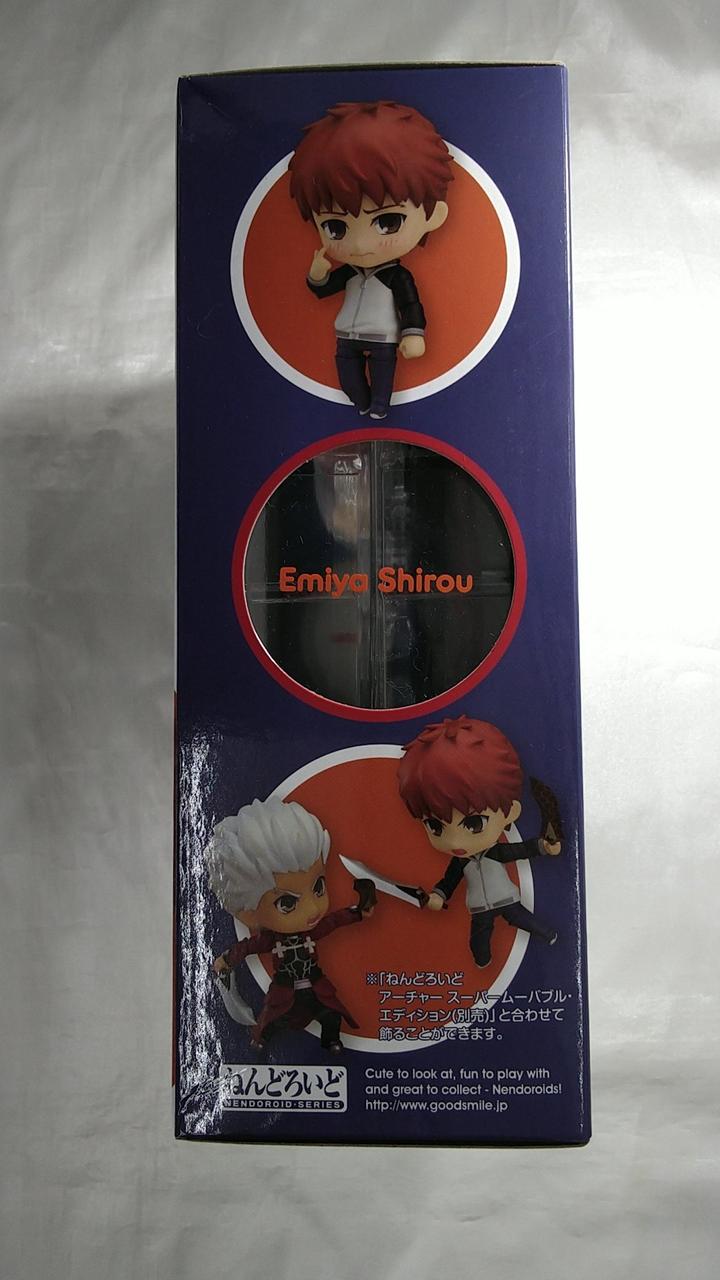 Emiya Shirou
※「ねんどろいど
アーチャー スーパームーバブル・
エディション(別売)」と合わせて
飾ることができます。
ねんどろいど
NENDOROID-SERIES
Cute to look at, fun to play with
and great to collect - Nendoroids!
http://www.goodsmile.jp